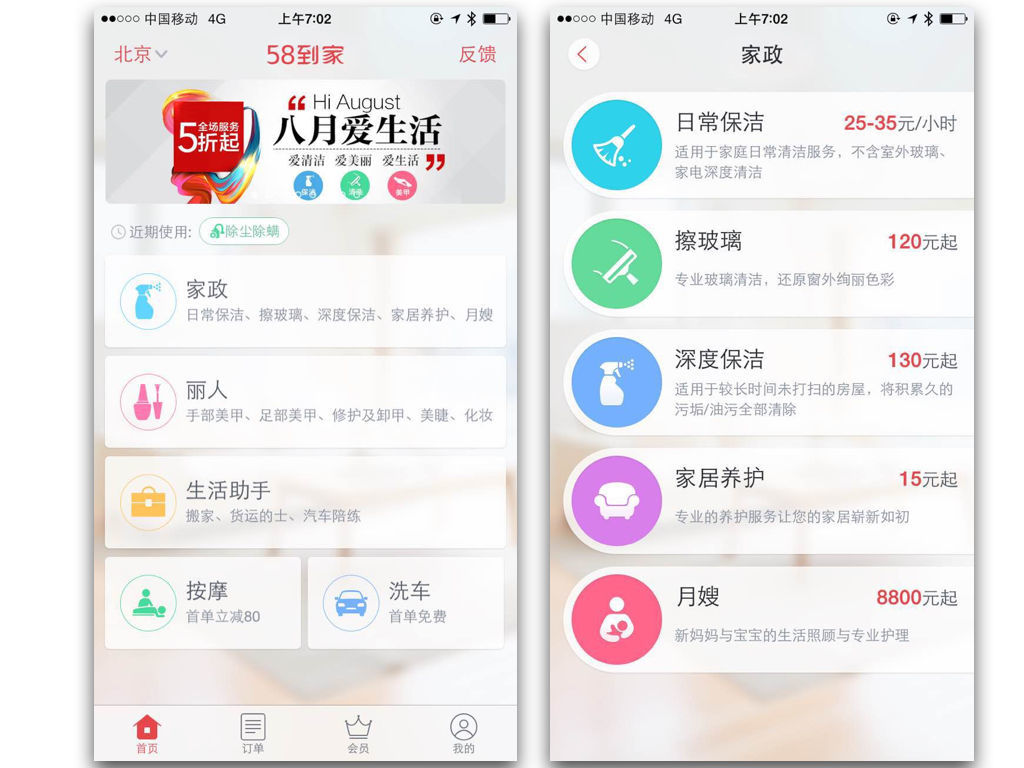 中国移动 4G 上午7:02
北京 58到家 反馈
5 全场服务
折起
Hi August
八月爱生活
爱清洁 爱美丽 爱生活
保洁 清洗 美甲
近期使用: 除尘除螨
家政
日常保洁、擦玻璃、深度保洁、家居养护、月嫂
丽人
手部美甲、足部美甲、修护及卸甲、美睫、化妆
生活助手
搬家、货运的士、汽车陪练
按摩
首单立减80
洗车
首单免费
首页 订单 会员 我的
中国移动 4G 上午7:02
家政
日常保洁 25-35元/小时
适用于家庭日常清洁服务，不含室外玻璃、
家电深度清洁
擦玻璃 120元起
专业玻璃清洁，还原窗外绚丽色彩
深度保洁 130元起
适用于较长时间未打扫的房屋，将积累久的
污垢/油污全部清除
家居养护 15元起
专业的养护服务让您的家居崭新如初
月嫂 8800元起
新妈妈与宝宝的生活照顾与专业护理